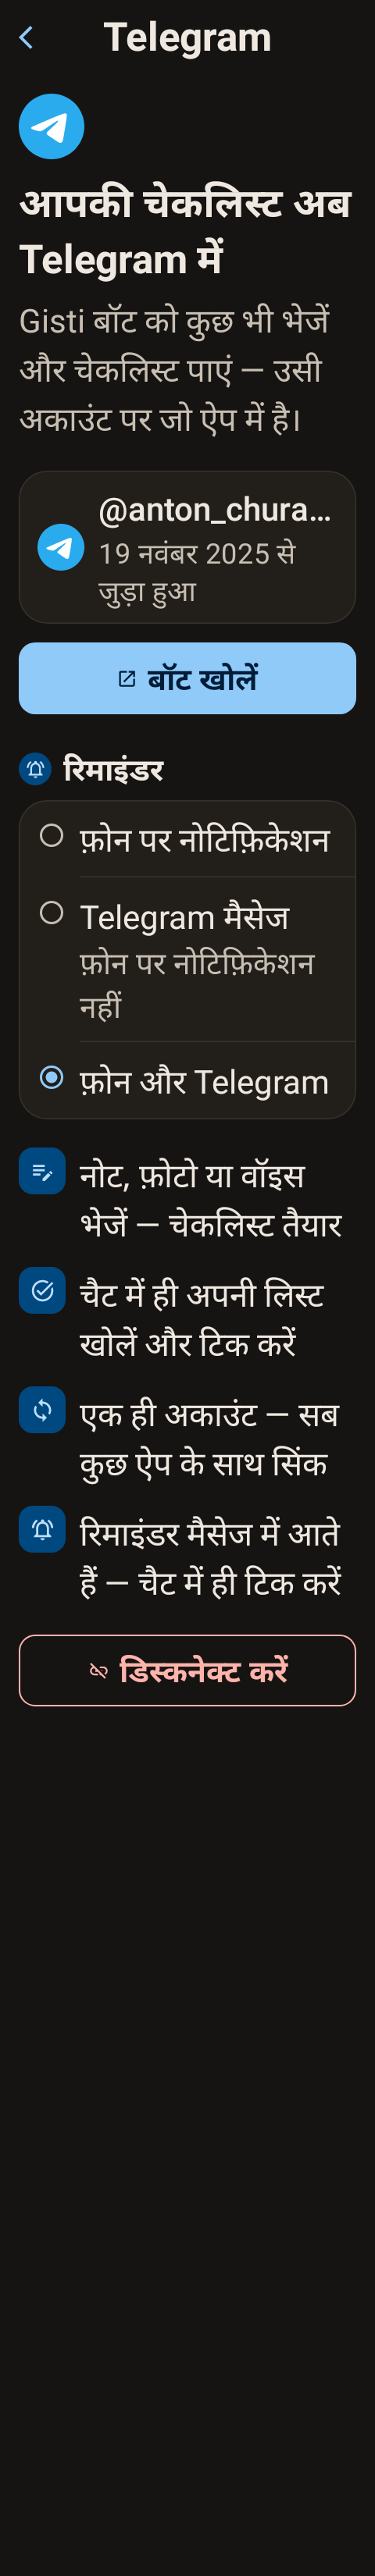 Telegram
आपकी चेकलिस्ट अब
Telegram में
Gisti बॉट को कुछ भी भेजें
और चेकलिस्ट पाएं — उसी
अकाउंट पर जो ऐप में है।
@anton_chura...
19 नवंबर 2025 से
जुड़ा हुआ
बॉट खोलें
रिमाइंडर
फ़ोन पर नोटिफ़िकेशन
Telegram मैसेज
फ़ोन पर नोटिफ़िकेशन
नहीं
फ़ोन और Telegram
नोट, फ़ोटो या वॉइस
भेजें — चेकलिस्ट तैयार
चैट में ही अपनी लिस्ट
खोलें और टिक करें
एक ही अकाउंट — सब
कुछ ऐप के साथ सिंक
रिमाइंडर मैसेज में आते
हैं — चैट में ही टिक करें
डिस्कनेक्ट करें